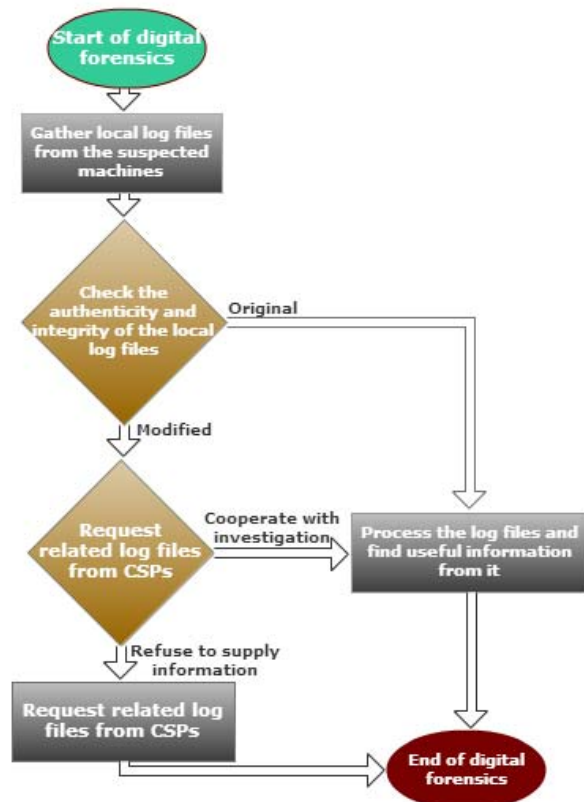 Start of digital
forensics
Gather local log files
from the suspected
machines
Check the
authenticity and
integrity of the local
log files
Original
Modified
Request
related log files
from CSPs
Cooperate with
investigation
Process the log files and
find useful information
from it
Refuse to supply
information
Request related log
files from CSPs
End of digital
forensics